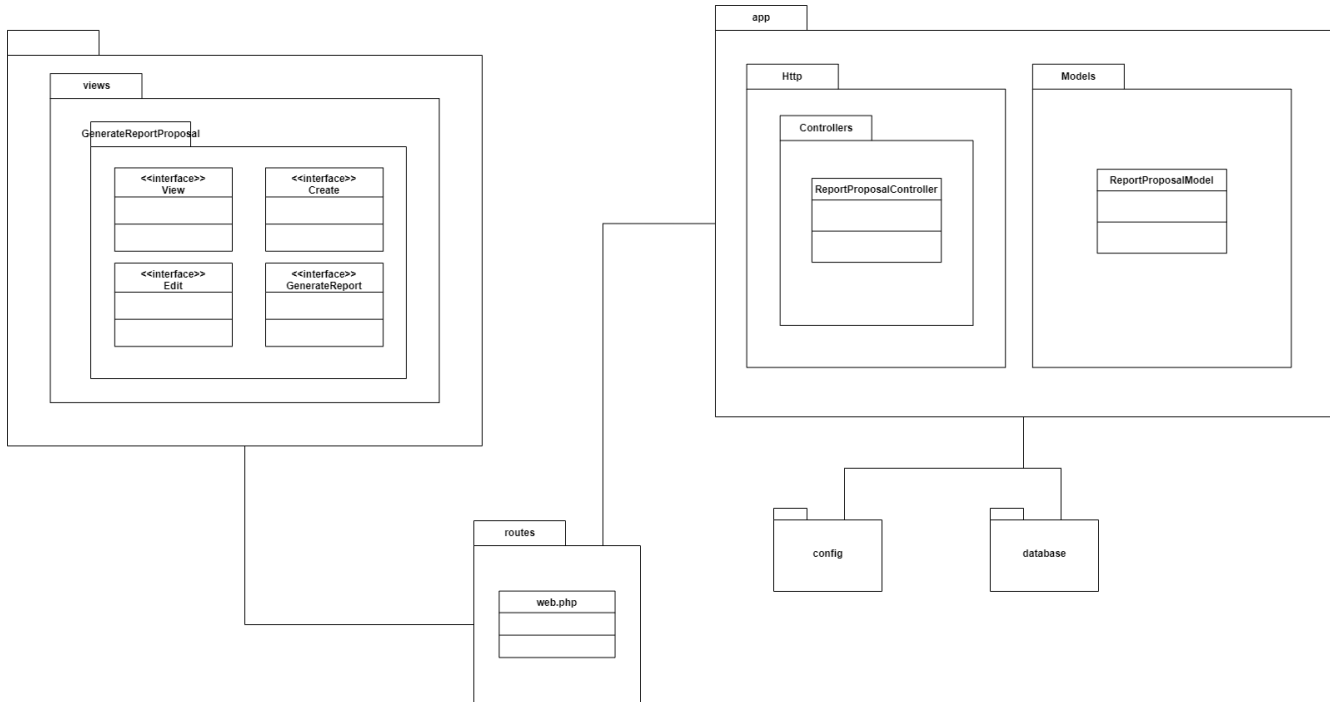 app
views
Http
Models
GenerateReportProposal
Controllers
<<interface>>
View
<<interface>>
Create
ReportProposalController
ReportProposalModel
<<interface>>
Edit
<<interface>>
GenerateReport
routes
config
database
web.php